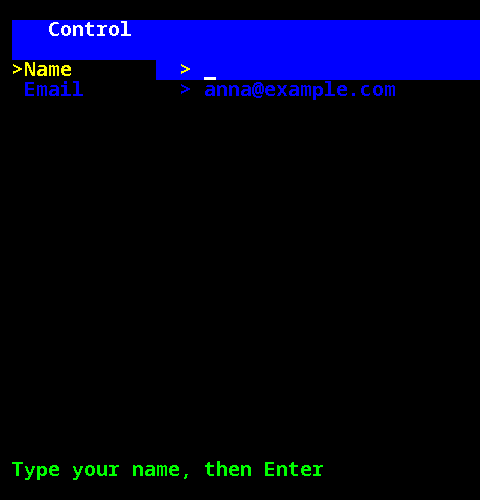 Control
>Name > _
Email > anna@example.com
Type your name, then Enter